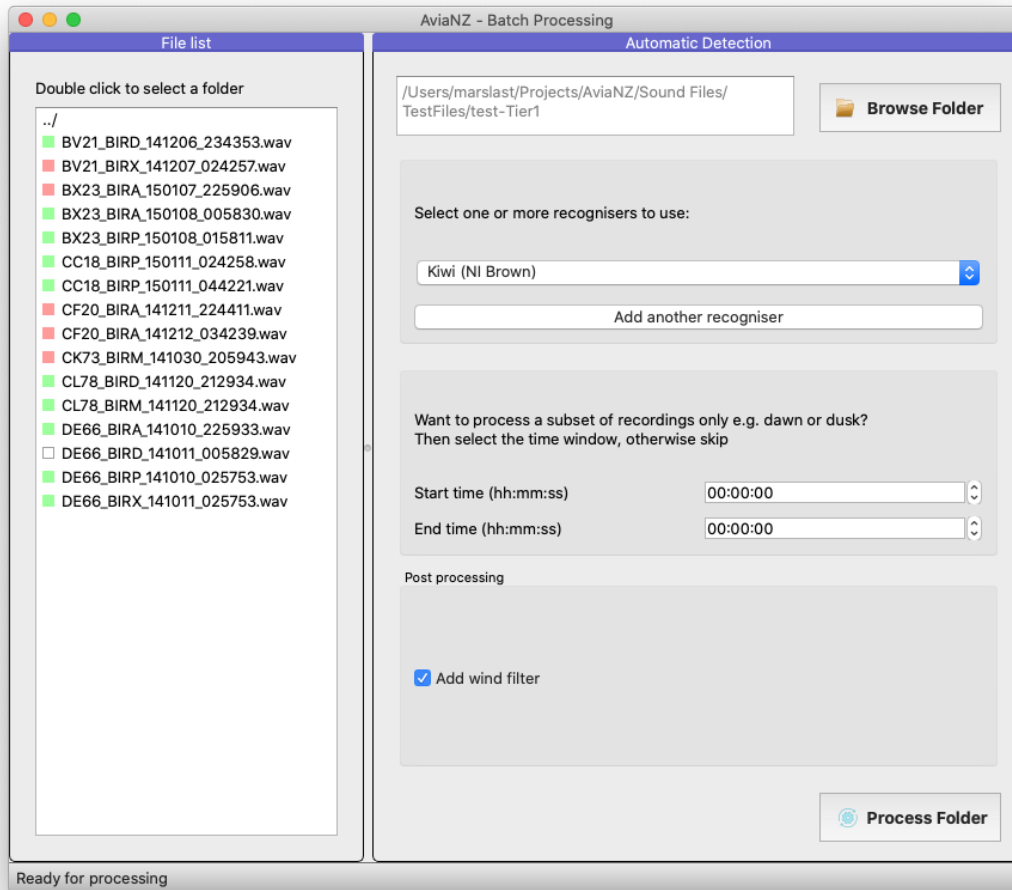 AviaNZ - Batch Processing
File list
Double click to select a folder
../
BV21_BIRD_141206_234353.wav
BV21_BIRX_141207_024257.wav
BX23_BIRA_150107_225906.wav
BX23_BIRA_150108_005830.wav
BX23_BIRP_150108_015811.wav
CC18_BIRP_150111_024258.wav
CC18_BIRP_150111_044221.wav
CF20_BIRA_141211_224411.wav
CF20_BIRA_141212_034239.wav
CK73_BIRM_141030_205943.wav
CL78_BIRD_141120_212934.wav
CL78_BIRM_141120_212934.wav
DE66_BIRA_141010_225933.wav
DE66_BIRD_141011_005829.wav
DE66_BIRP_141010_025753.wav
DE66_BIRX_141011_025753.wav
Automatic Detection
/Users/marslast/Projects/AviaNZ/Sound Files/
TestFiles/test-Tier1
Browse Folder
Select one or more recognisers to use:
Kiwi (NI Brown)
Add another recogniser
Want to process a subset of recordings only e.g. dawn or dusk?
Then select the time window, otherwise skip
Start time (hh:mm:ss)
00:00:00
End time (hh:mm:ss)
00:00:00
Post processing
Add wind filter
Process Folder
Ready for processing